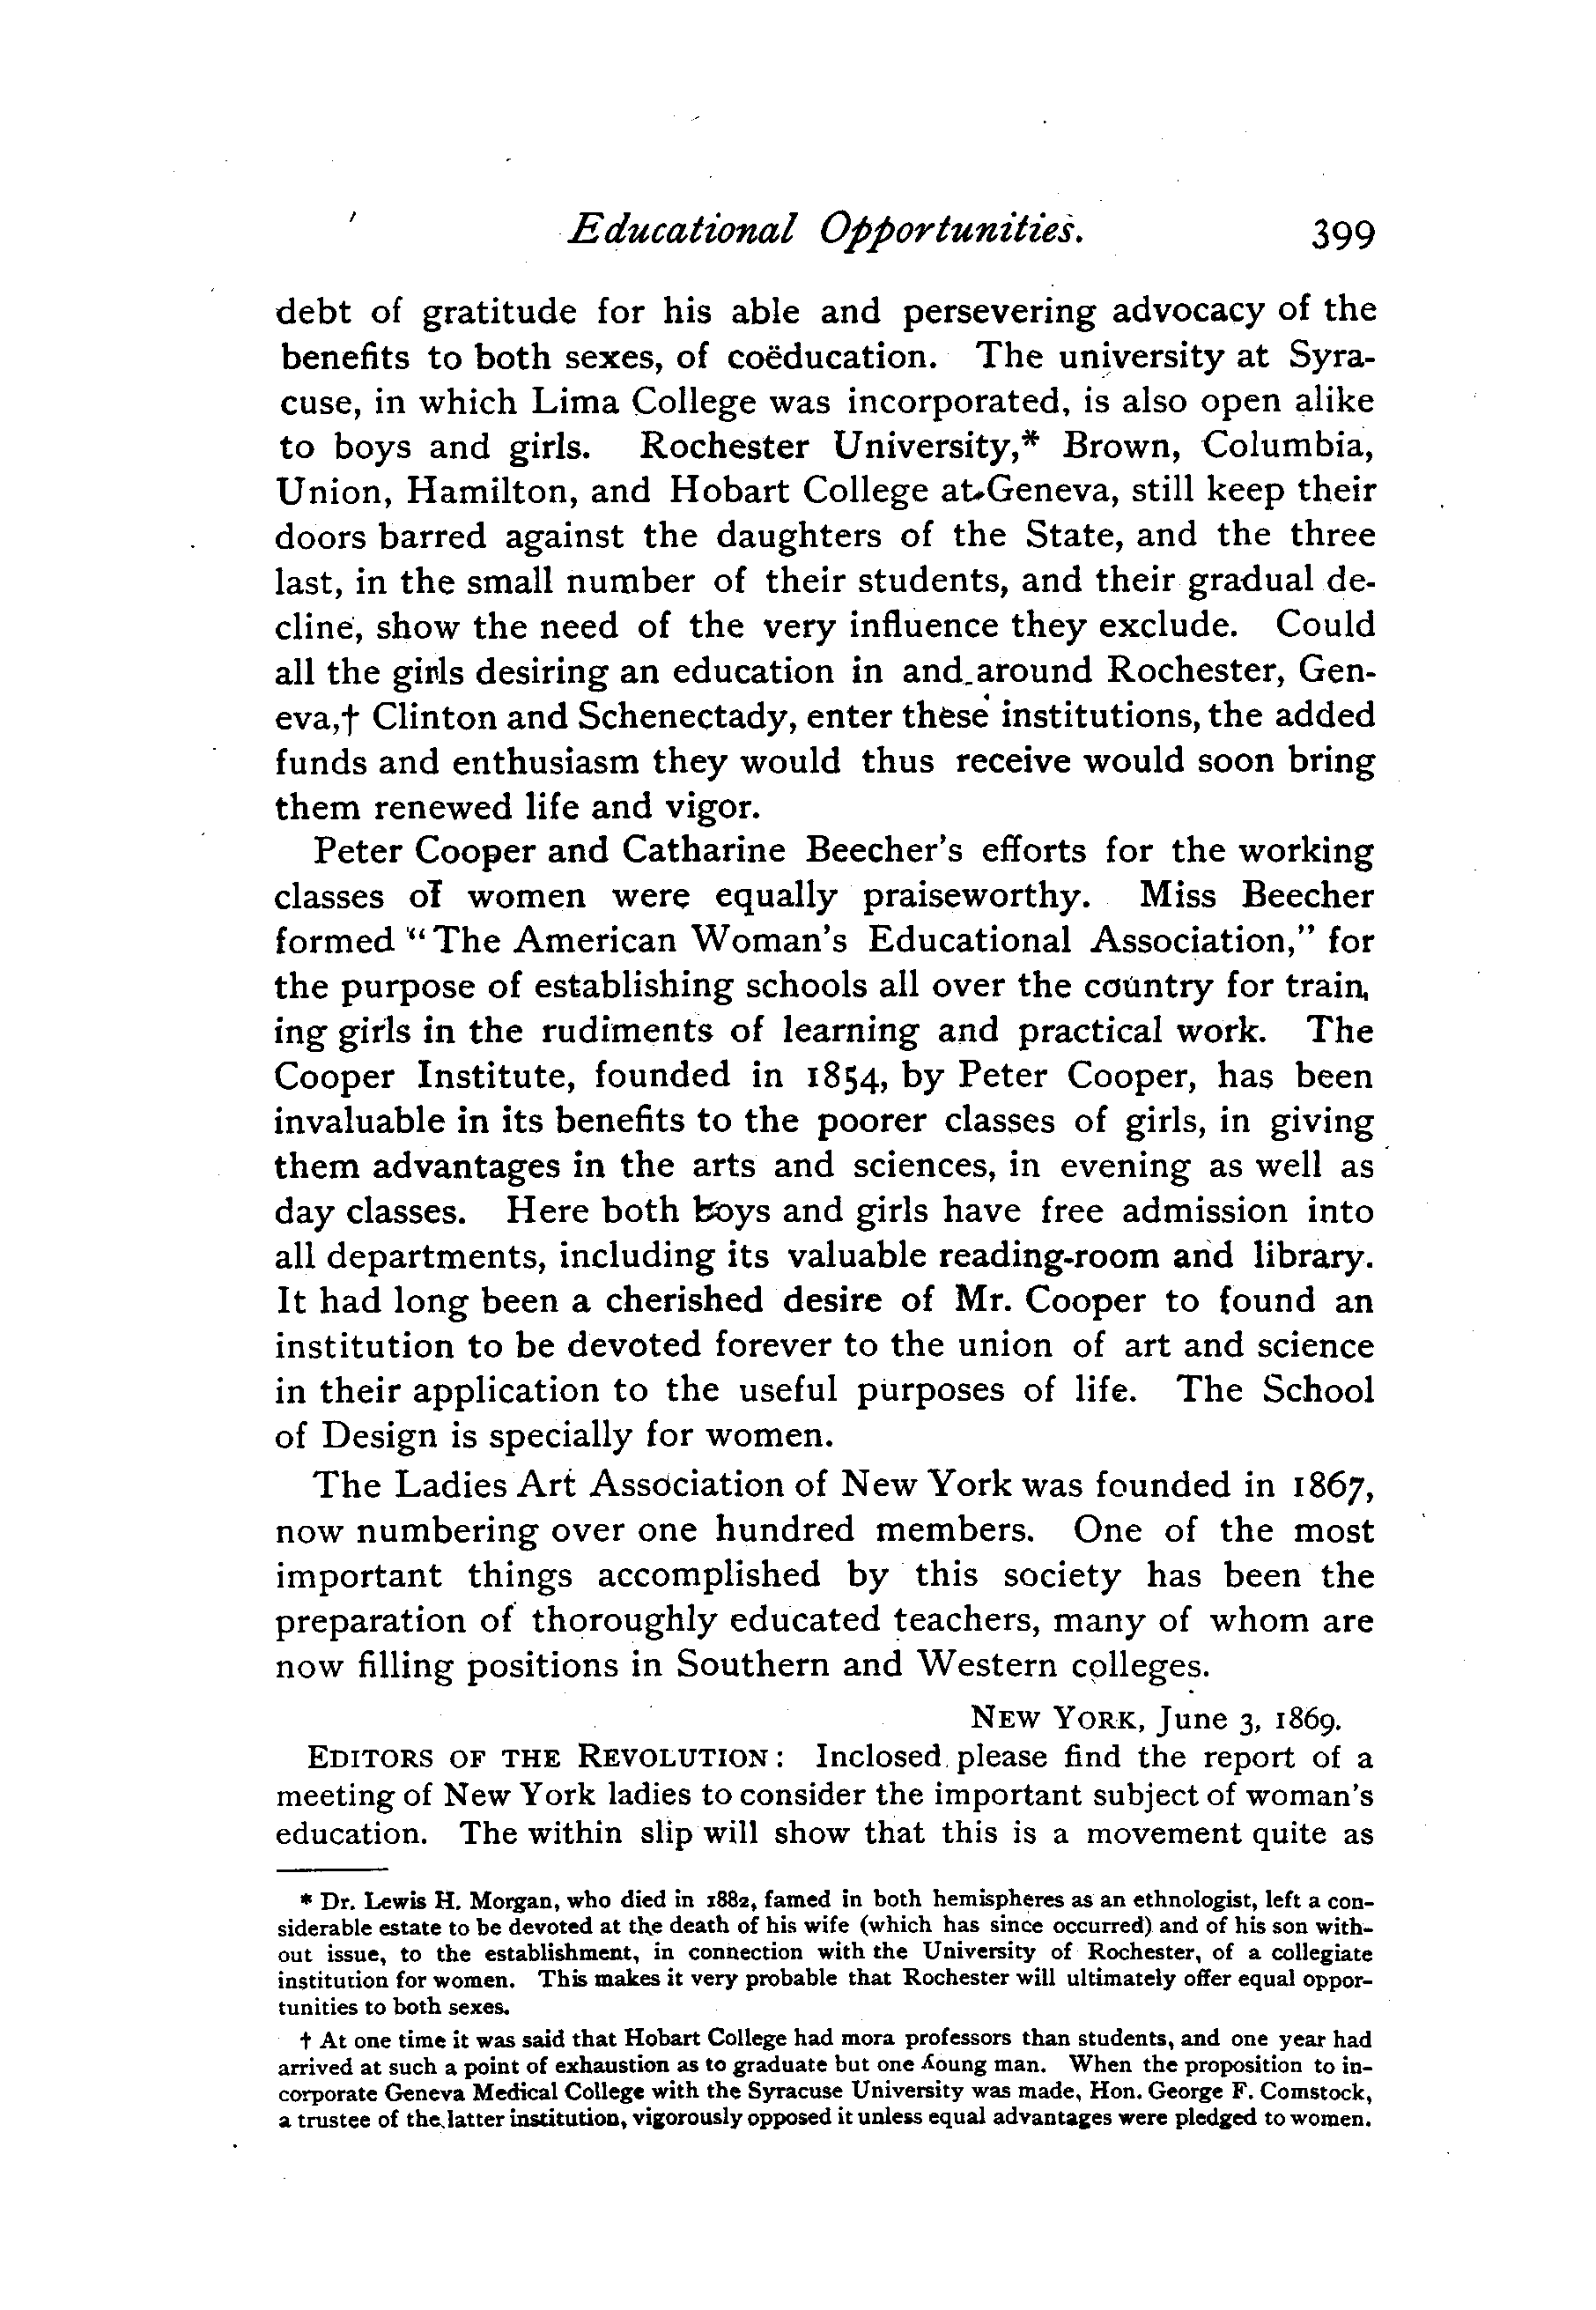 Educational Opportunities. 399
debt of gratitude for his able and persevering advocacy of the
benefits to both sexes, of coëducation. The university at Syra-
cuse, in which Lima College was incorporated, is also open alike
to boys and girls. Rochester University,* Brown, Columbia,
Union, Hamilton, and Hobart College at Geneva, still keep their
doors barred against the daughters of the State, and the three
last, in the small number of their students, and their gradual de-
cline, show the need of the very influence they exclude. Could
all the girls desiring an education in and around Rochester, Gen-
eva,† Clinton and Schenectady, enter these institutions, the added
funds and enthusiasm they would thus receive would soon bring
them renewed life and vigor.
Peter Cooper and Catharine Beecher's efforts for the working
classes of women were equally praiseworthy. Miss Beecher
formed "The American Woman's Educational Association," for
the purpose of establishing schools all over the country for train,
ing girls in the rudiments of learning and practical work. The
Cooper Institute, founded in 1854, by Peter Cooper, has been
invaluable in its benefits to the poorer classes of girls, in giving
them advantages in the arts and sciences, in evening as well as
day classes. Here both boys and girls have free admission into
all departments, including its valuable reading-room and library.
It had long been a cherished desire of Mr. Cooper to found an
institution to be devoted forever to the union of art and science
in their application to the useful purposes of life. The School
of Design is specially for women.
The Ladies Art Association of New York was founded in 1867,
now numbering over one hundred members. One of the most
important things accomplished by this society has been the
preparation of thoroughly educated teachers, many of whom are
now filling positions in Southern and Western colleges.
NEW YORK, June 3, 1869.
EDITORS OF THE REVOLUTION: Inclosed please find the report of a
meeting of New York ladies to consider the important subject of woman's
education. The within slip will show that this is a movement quite as
* Dr. Lewis H. Morgan, who died in 1882, famed in both hemispheres as an ethnologist, left a con-
siderable estate to be devoted at the death of his wife (which has since occurred) and of his son with-
out issue, to the establishment, in connection with the University of Rochester, of a collegiate
institution for women. This makes it very probable that Rochester will ultimately offer equal oppor-
tunities to both sexes.
† At one time it was said that Hobart College had mora professors than students, and one year had
arrived at such a point of exhaustion as to graduate but one young man. When the proposition to in-
corporate Geneva Medical College with the Syracuse University was made, Hon. George F. Comstock,
a trustee of the latter institution, vigorously opposed it unless equal advantages were pledged to women.